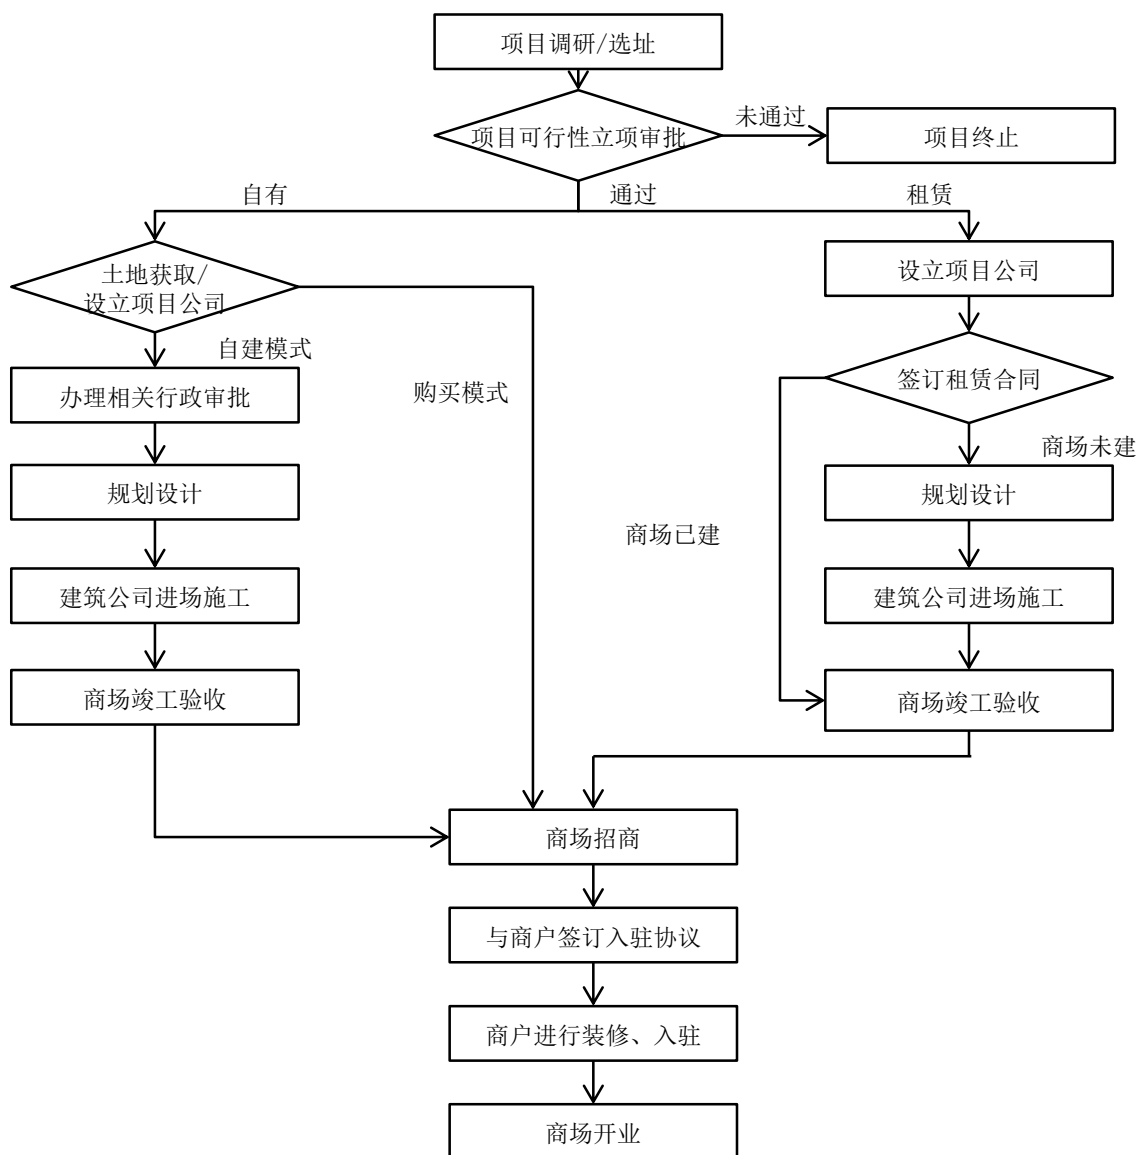 项目调研/选址
项目可行性立项审批
未通过
项目终止
自有
通过
租赁
土地获取/
设立项目公司
设立项目公司
自建模式
购买模式
签订租赁合同
办理相关行政审批
商场未建
规划设计
规划设计
商场已建
建筑公司进场施工
建筑公司进场施工
商场竣工验收
商场竣工验收
商场招商
与商户签订入驻协议
商户进行装修、入驻
商场开业